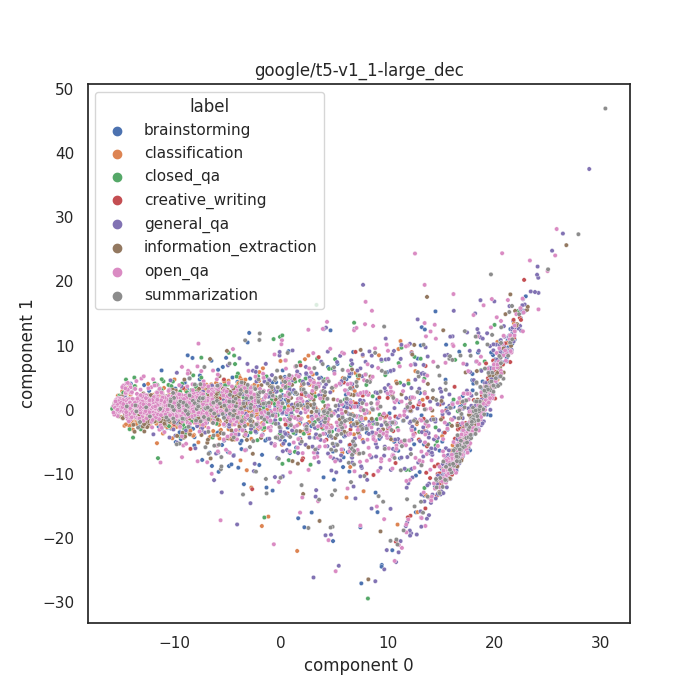 google/t5-v1_1-large_dec
label
brainstorming
classification
closed_qa
creative_writing
general_qa
information_extraction
open_qa
summarization
50
40
30
20
10
0
−10
−20
−30
component 1
−10
0
10
20
30
component 0